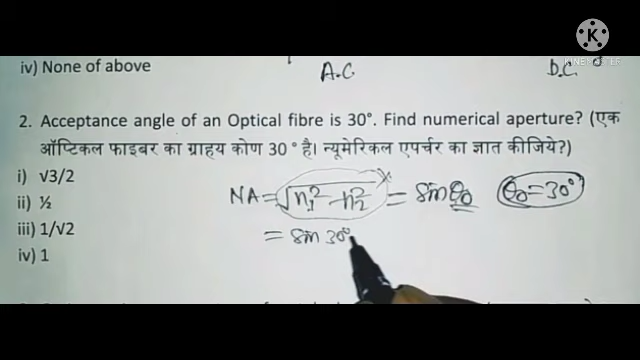 K
KINEMASTER
iv) None of above
A.C
D.C.
2. Acceptance angle of an Optical fibre is 30°. Find numerical aperture? (एक
ऑप्टिकल फाइबर का ग्राहय कोण 30 ° है। न्यूमेरिकल एपर्चर का ज्ञात कीजिये?)
i) √3/2
NA = √n₁² − n₂² = sin θ₀ θ₀ = 30°
ii) ½
iii) 1/√2
= sin 30°
iv) 1